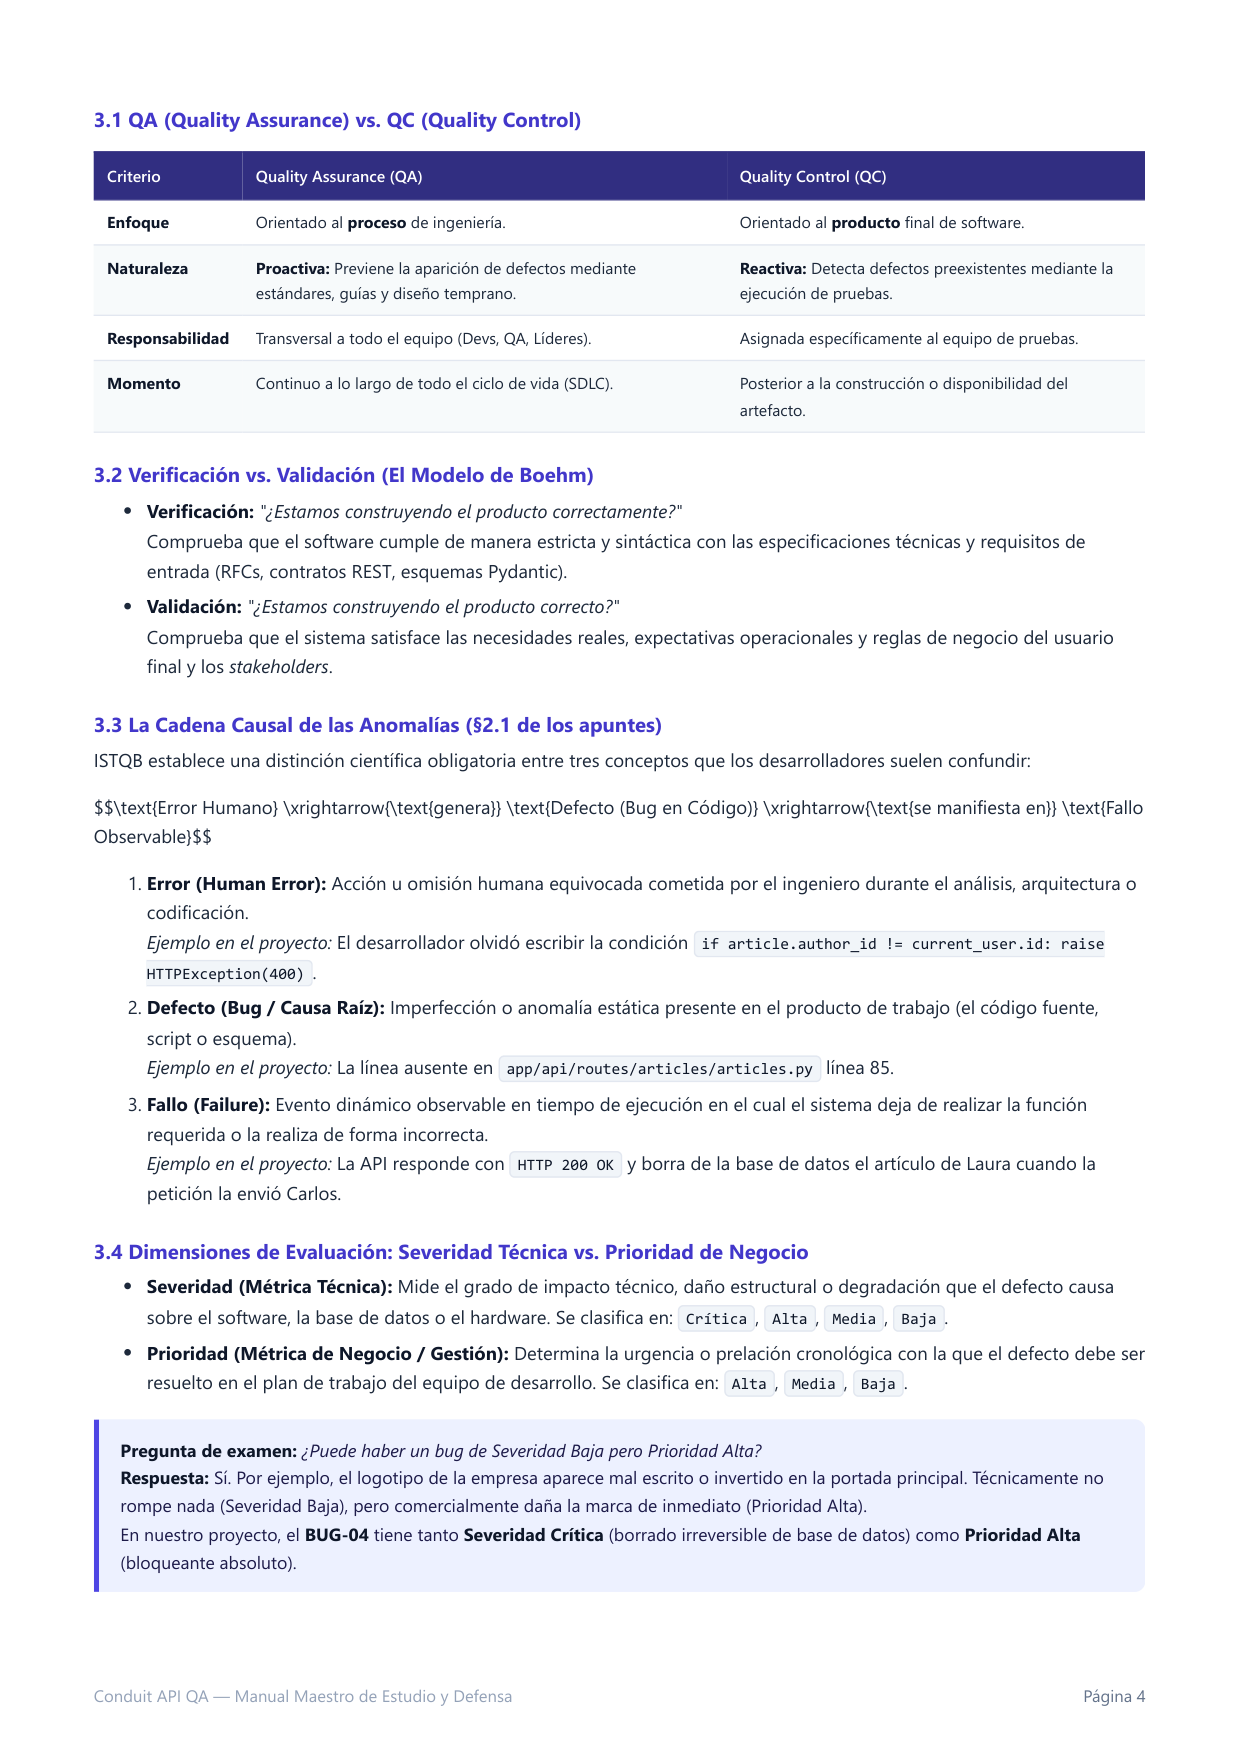 3.1 QA (Quality Assurance) vs. QC (Quality Control)
Criterio Quality Assurance (QA) Quality Control (QC)
Enfoque Orientado al proceso de ingeniería. Orientado al producto final de software.
Naturaleza Proactiva: Previene la aparición de defectos mediante Reactiva: Detecta defectos preexistentes mediante la
estándares, guías y diseño temprano. ejecución de pruebas.
Responsabilidad Transversal a todo el equipo (Devs, QA, Líderes). Asignada específicamente al equipo de pruebas.
Momento Continuo a lo largo de todo el ciclo de vida (SDLC). Posterior a la construcción o disponibilidad del
artefacto.
3.2 Verificación vs. Validación (El Modelo de Boehm)
• Verificación: "¿Estamos construyendo el producto correctamente?"
Comprueba que el software cumple de manera estricta y sintáctica con las especificaciones técnicas y requisitos de
entrada (RFCs, contratos REST, esquemas Pydantic).
• Validación: "¿Estamos construyendo el producto correcto?"
Comprueba que el sistema satisface las necesidades reales, expectativas operacionales y reglas de negocio del usuario
final y los stakeholders.
3.3 La Cadena Causal de las Anomalías (§2.1 de los apuntes)
ISTQB establece una distinción científica obligatoria entre tres conceptos que los desarrolladores suelen confundir:
$$\text{Error Humano} \xrightarrow{\text{genera}} \text{Defecto (Bug en Código)} \xrightarrow{\text{se manifiesta en}} \text{Fallo
Observable}$$
1. Error (Human Error): Acción u omisión humana equivocada cometida por el ingeniero durante el análisis, arquitectura o
codificación.
Ejemplo en el proyecto: El desarrollador olvidó escribir la condición if article.author_id != current_user.id: raise
HTTPException(400) .
2. Defecto (Bug / Causa Raíz): Imperfección o anomalía estática presente en el producto de trabajo (el código fuente,
script o esquema).
Ejemplo en el proyecto: La línea ausente en app/api/routes/articles/articles.py línea 85.
3. Fallo (Failure): Evento dinámico observable en tiempo de ejecución en el cual el sistema deja de realizar la función
requerida o la realiza de forma incorrecta.
Ejemplo en el proyecto: La API responde con HTTP 200 OK y borra de la base de datos el artículo de Laura cuando la
petición la envió Carlos.
3.4 Dimensiones de Evaluación: Severidad Técnica vs. Prioridad de Negocio
• Severidad (Métrica Técnica): Mide el grado de impacto técnico, daño estructural o degradación que el defecto causa
sobre el software, la base de datos o el hardware. Se clasifica en: Crítica , Alta , Media , Baja .
• Prioridad (Métrica de Negocio / Gestión): Determina la urgencia o prelación cronológica con la que el defecto debe ser
resuelto en el plan de trabajo del equipo de desarrollo. Se clasifica en: Alta , Media , Baja .
Pregunta de examen: ¿Puede haber un bug de Severidad Baja pero Prioridad Alta?
Respuesta: Sí. Por ejemplo, el logotipo de la empresa aparece mal escrito o invertido en la portada principal. Técnicamente no
rompe nada (Severidad Baja), pero comercialmente daña la marca de inmediato (Prioridad Alta).
En nuestro proyecto, el BUG-04 tiene tanto Severidad Crítica (borrado irreversible de base de datos) como Prioridad Alta
(bloqueante absoluto).
Conduit API QA — Manual Maestro de Estudio y Defensa Página 4